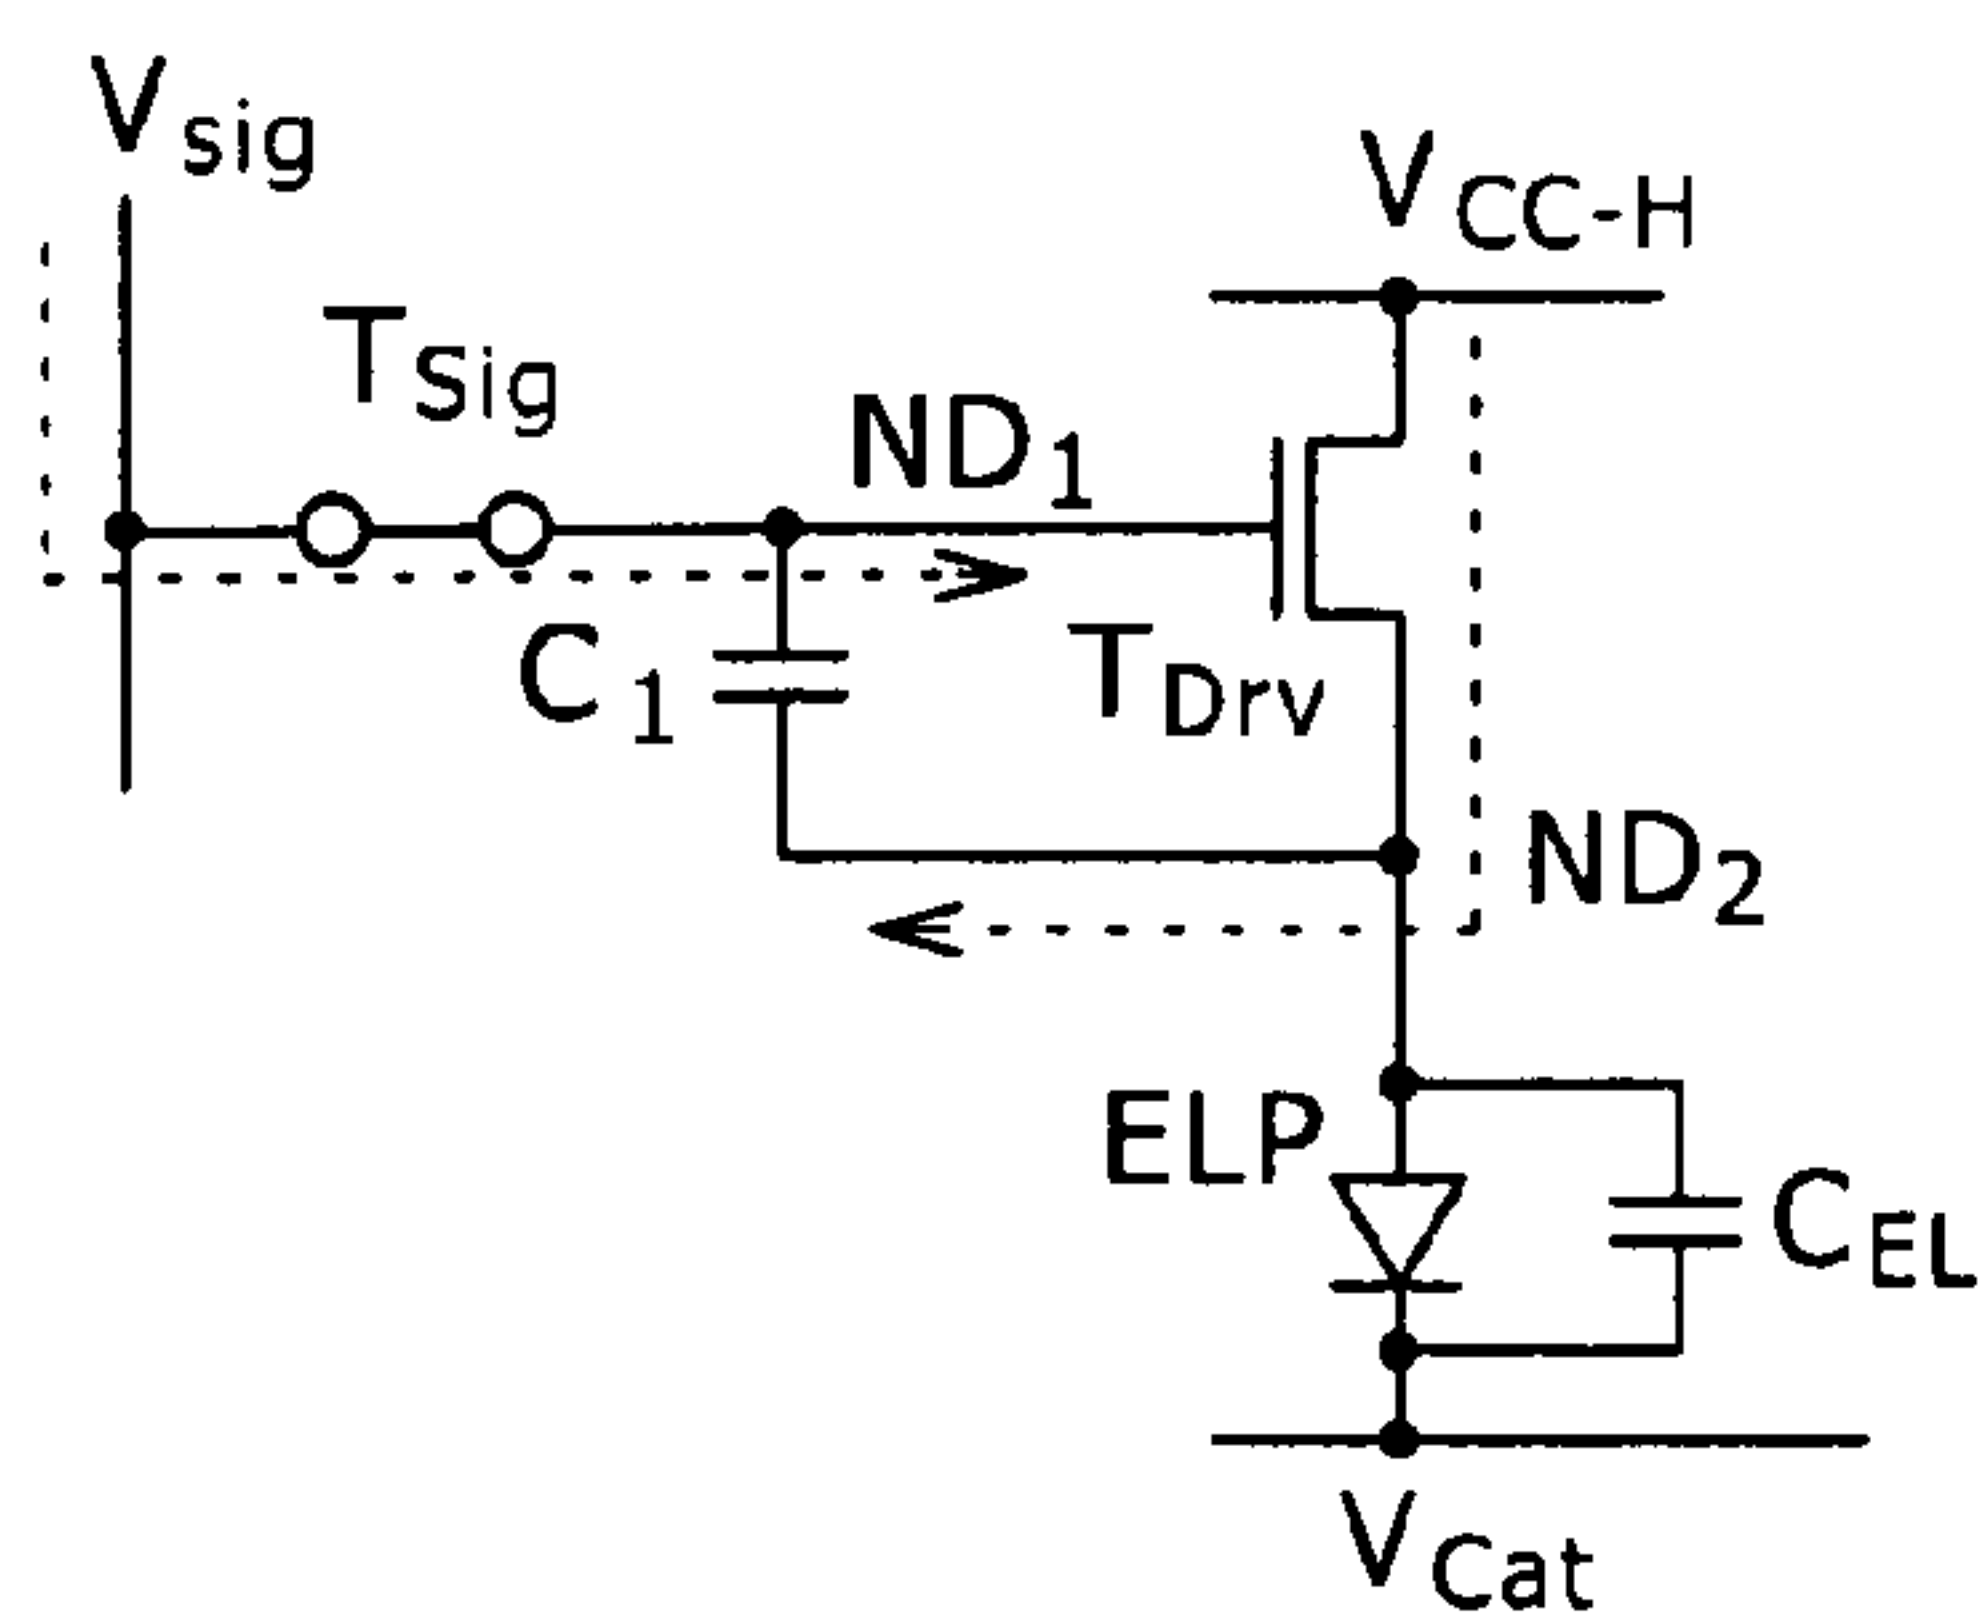 Vsig
VCC-H
TSig
ND1
C1
TDrv
ND2
ELP
CEL
VCat